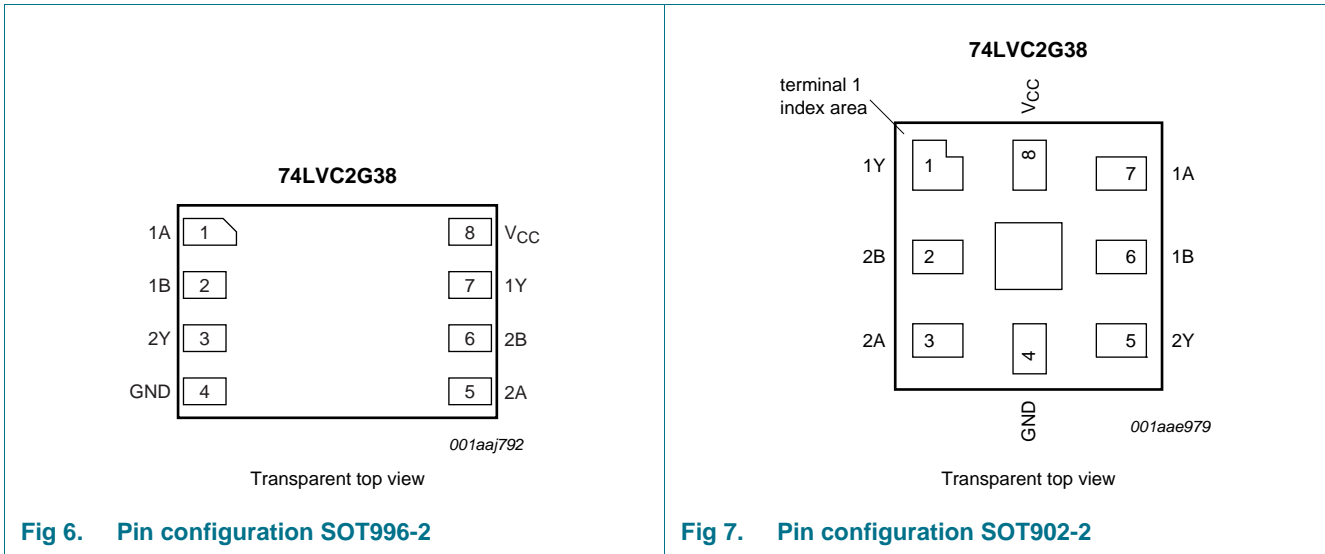 74LVC2G38
1A 1 8 VCC
1B 2 7 1Y
2Y 3 6 2B
GND 4 5 2A
001aaj792
Transparent top view
Fig 6. Pin configuration SOT996-2
74LVC2G38
terminal 1
index area
VCC
1Y 1 8 7 1A
2B 2 6 1B
2A 3 4 5 2Y
GND
001aae979
Transparent top view
Fig 7. Pin configuration SOT902-2